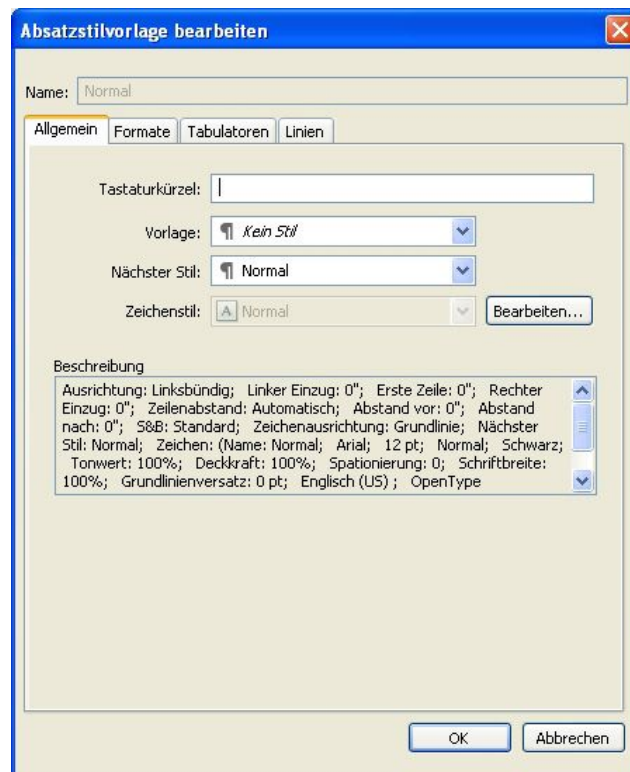 Absatzstilvorlage bearbeiten
Name: Normal
Allgemein Formate Tabulatoren Linien
Tastaturkürzel:
Vorlage: ¶ Kein Stil
Nächster Stil: ¶ Normal
Zeichenstil: A Normal Bearbeiten...
Beschreibung
Ausrichtung: Linksbündig; Linker Einzug: 0"; Erste Zeile: 0"; Rechter
Einzug: 0"; Zeilenabstand: Automatisch; Abstand vor: 0"; Abstand
nach: 0"; S&B: Standard; Zeichenausrichtung: Grundlinie; Nächster
Stil: Normal; Zeichen: (Name: Normal; Arial; 12 pt; Normal; Schwarz;
Tonwert: 100%; Deckkraft: 100%; Spationierung: 0; Schriftbreite:
100%; Grundlinienversatz: 0 pt; Englisch (US) ; OpenType
OK Abbrechen